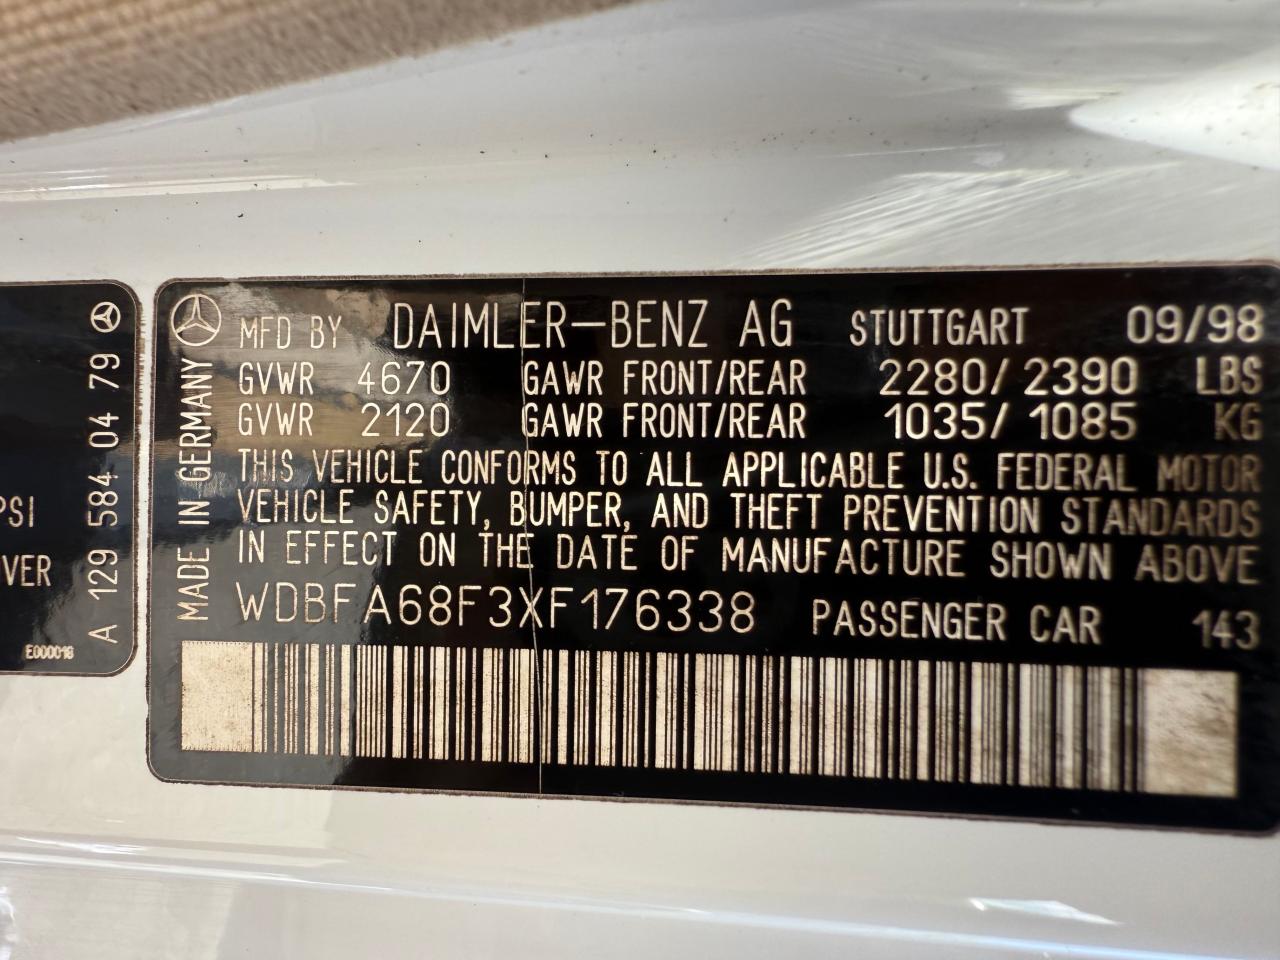 PSI
VER
E000016
A 129 584 04 79
MADE IN GERMANY
MFD BY DAIMLER-BENZ AG STUTTGART 09/98
GVWR 4670 GAWR FRONT/REAR 2280/2390 LBS
GVWR 2120 GAWR FRONT/REAR 1035/1085 KG
THIS VEHICLE CONFORMS TO ALL APPLICABLE U.S. FEDERAL MOTOR
VEHICLE SAFETY, BUMPER, AND THEFT PREVENTION STANDARDS
IN EFFECT ON THE DATE OF MANUFACTURE SHOWN ABOVE
WDBFA68F3XF176338 PASSENGER CAR 143